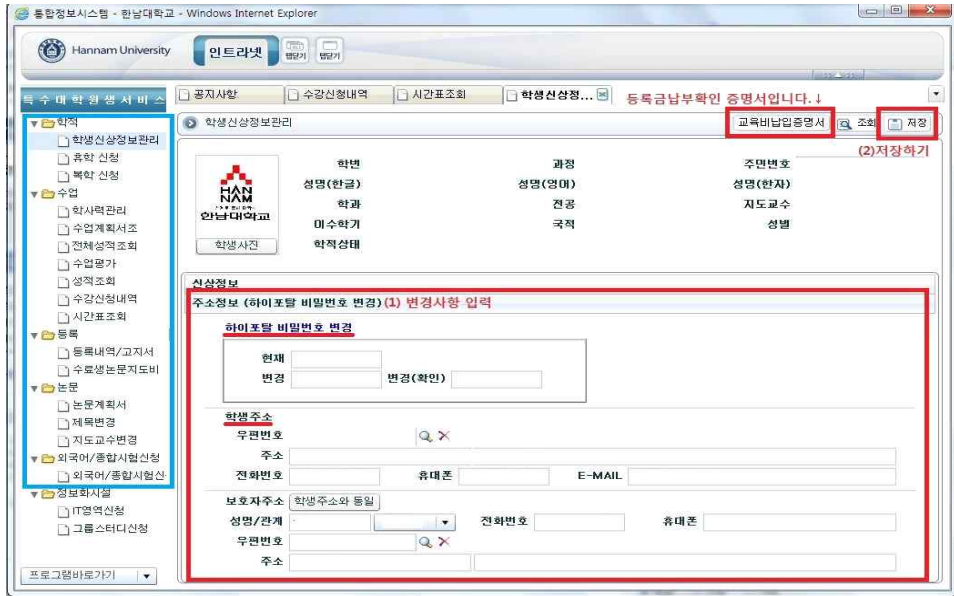 통합정보시스템 - 한남대학교 - Windows Internet Explorer
Hannam University
인트라넷
탭닫기 탭닫기
특수대학원생서비스
공지사항 수강신청내역 시간표조회 학생신상정...
등록금납부확인 증명서입니다.↓
학생신상정보관리 교육비납입증명서 조회 저장
(2)저장하기
학적
학생신상정보관리
휴학 신청
복학 신청
수업
학사력관리
수업계획서조
전체성적조회
수업평가
성적조회
수강신청내역
시간표조회
등록
등록내역/고지서
수료생논문지도비
논문
논문계획서
제목변경
지도교수변경
외국어/종합시험신청
외국어/종합시험신
정보화시설
IT영역신청
그룹스터디신청
프로그램바로가기
HAN
NAM
한남대학교
학생사진
학번 과정 주민번호
성명(한글) 성명(영어) 성명(한자)
학과 전공 지도교수
이수학기 국적 성별
학적상태
신상정보
주소정보 (하이포탈 비밀번호 변경) (1) 변경사항 입력
하이포탈 비밀번호 변경
현재
변경 변경(확인)
학생주소
우편번호
주소
전화번호 휴대폰 E-MAIL
보호자주소 학생주소와 동일
성명/관계 전화번호 휴대폰
우편번호
주소